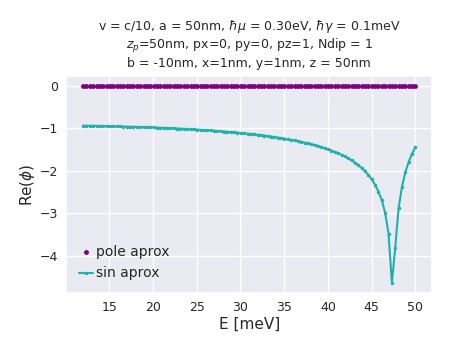 v = c/10, a = 50nm, ℏμ = 0.30eV, ℏγ = 0.1meV
zₚ=50nm, px=0, py=0, pz=1, Ndip = 1
b = -10nm, x=1nm, y=1nm, z = 50nm
0
−1
−2
−3
−4
Re(ϕ)
pole aprox
sin aprox
15 20 25 30 35 40 45 50
E [meV]